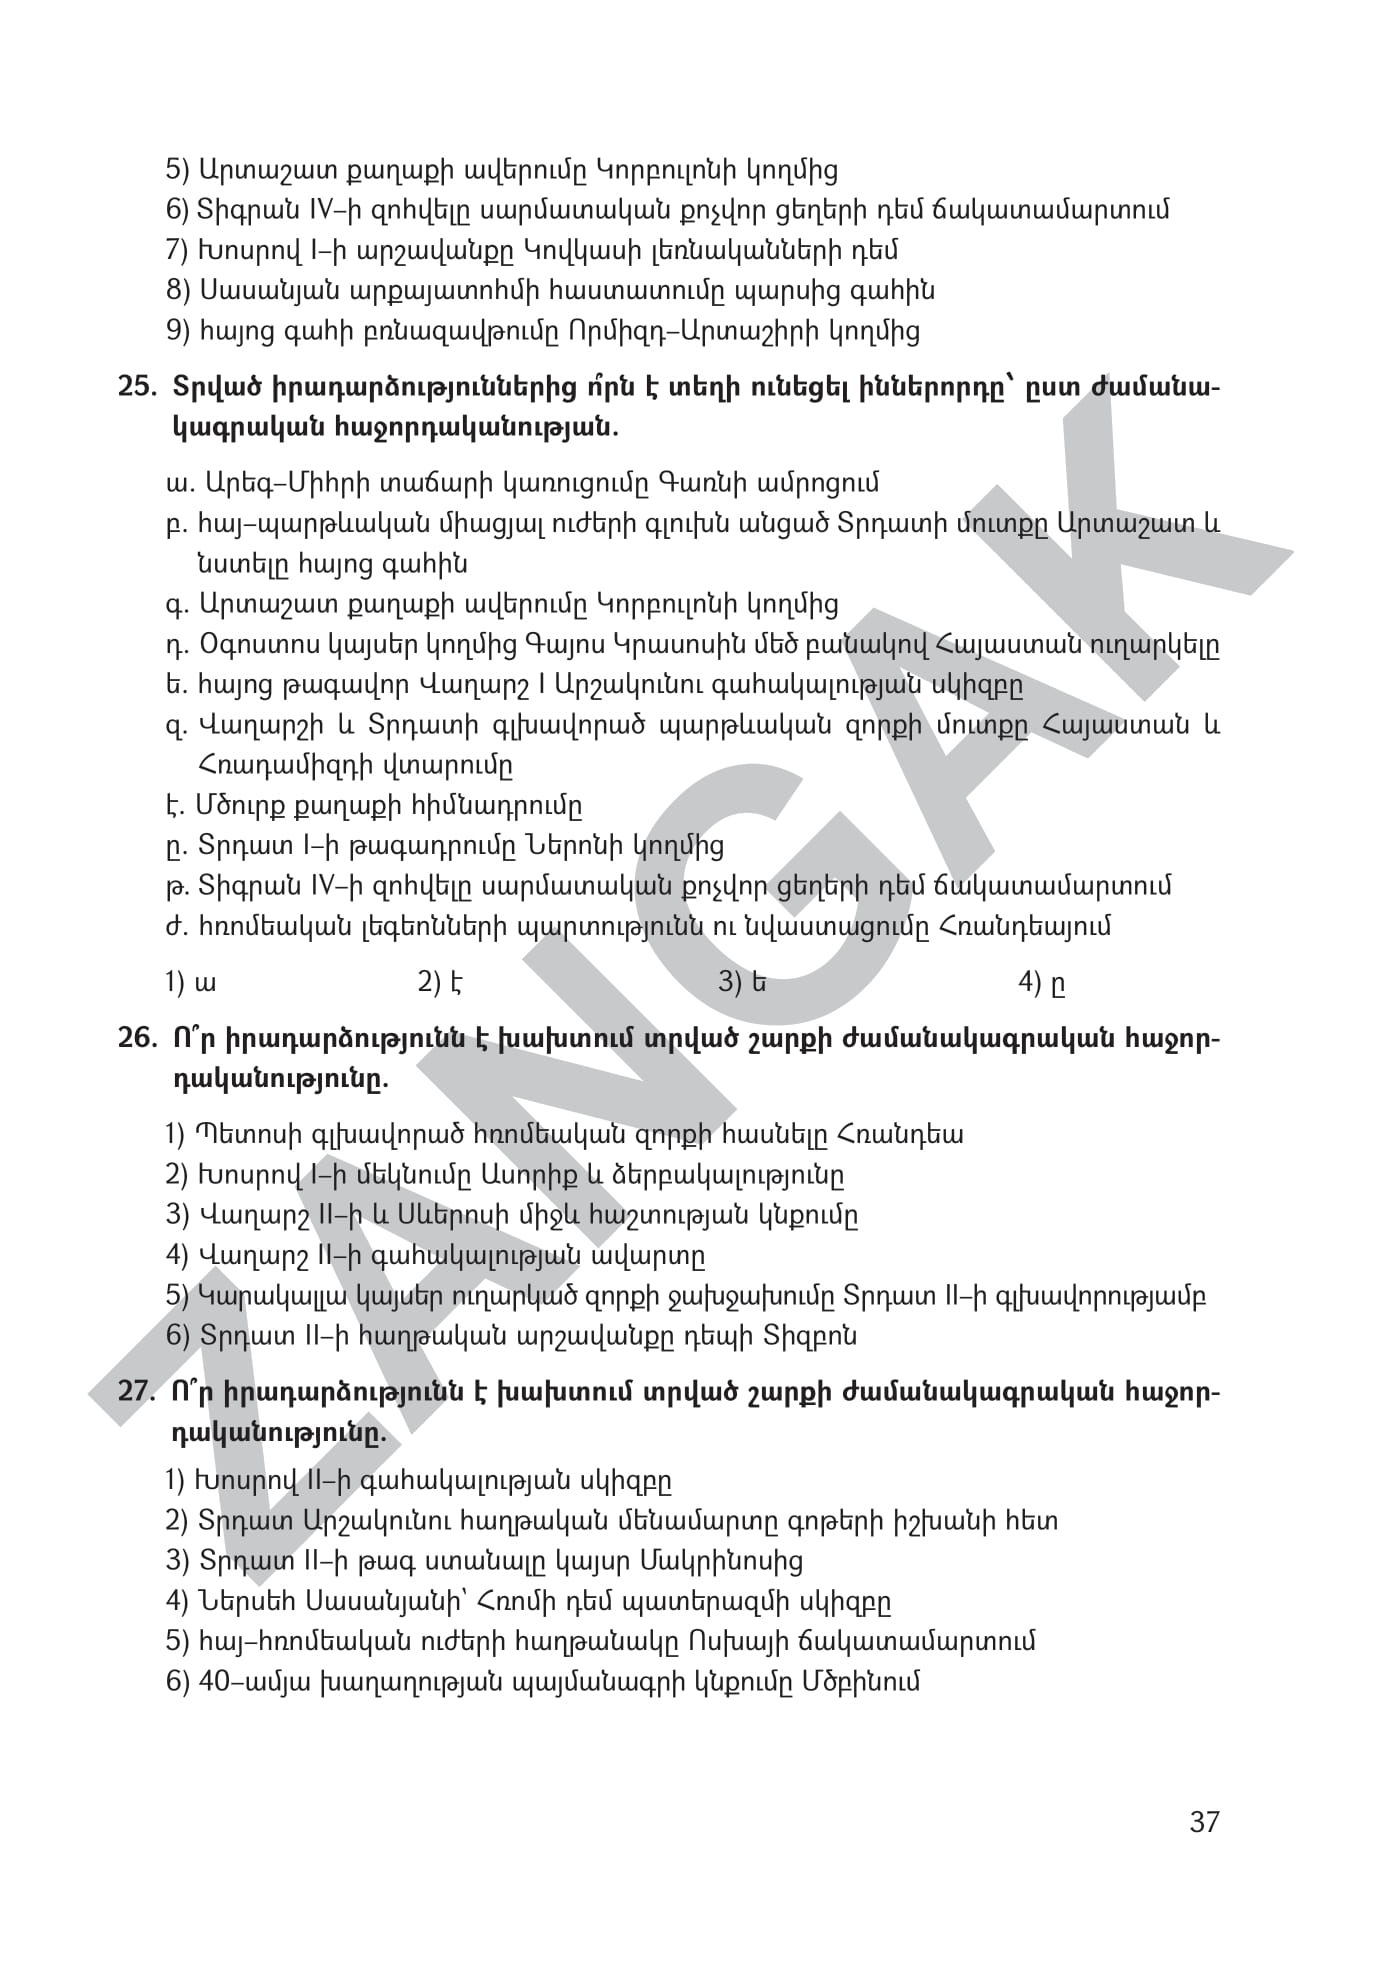 5) Արտաշատ քաղաքի ավերումը Կորբուլոնի կողմից
6) Տիգրան IV–ի զոհվելը սարմատական քոչվոր ցեղերի դեմ ճակատամարտում
7) Խոսրով I–ի արշավանքը Կովկասի լեռնականների դեմ
8) Սասանյան արքայատոհմի հաստատումը պարսից գահին
9) հայոց գահի բռնազավթումը Որմիզդ–Արտաշիրի կողմից
25. Տրված իրադարձություններից ո՞րն է տեղի ունեցել իններորդը՝ ըստ ժամանա-
կագրական հաջորդականության.
ա. Արեգ–Միհրի տաճարի կառուցումը Գառնի ամրոցում
բ. հայ–պարթևական միացյալ ուժերի գլուխն անցած Տրդատի մուտքը Արտաշատ և
նստելը հայոց գահին
գ. Արտաշատ քաղաքի ավերումը Կորբուլոնի կողմից
դ. Օգոստոս կայսեր կողմից Գայոս Կրասոսին մեծ բանակով Հայաստան ուղարկելը
ե. հայոց թագավոր Վաղարշ I Արշակունու գահակալության սկիզբը
զ. Վաղարշի և Տրդատի գլխավորած պարթևական զորքի մուտքը Հայաստան և
Հռադամիզդի վտարումը
է. Մծուրք քաղաքի հիմնադրումը
ը. Տրդատ I–ի թագադրումը Ներոնի կողմից
թ. Տիգրան IV–ի զոհվելը սարմատական քոչվոր ցեղերի դեմ ճակատամարտում
ժ. հռոմեական լեգեոնների պարտությունն ու նվաստացումը Հռանդեայում
1) ա 2) է 3) ե 4) ը
26. Ո՞ր իրադարձությունն է խախտում տրված շարքի ժամանակագրական հաջոր-
դականությունը.
1) Պետոսի գլխավորած հռոմեական զորքի հասնելը Հռանդեա
2) Խոսրով I–ի մեկնումը Ասորիք և ձերբակալությունը
3) Վաղարշ II–ի և Սևերոսի միջև հաշտության կնքումը
4) Վաղարշ II–ի գահակալության ավարտը
5) Կարակալլա կայսեր ուղարկած զորքի ջախջախումը Տրդատ II–ի գլխավորությամբ
6) Տրդատ II–ի հաղթական արշավանքը դեպի Տիզբոն
27. Ո՞ր իրադարձությունն է խախտում տրված շարքի ժամանակագրական հաջոր-
դականությունը.
1) Խոսրով II–ի գահակալության սկիզբը
2) Տրդատ Արշակունու հաղթական մենամարտը գոթերի իշխանի հետ
3) Տրդատ II–ի թագ ստանալը կայսր Մակրինոսից
4) Ներսեհ Սասանյանի՝ Հռոմի դեմ պատերազմի սկիզբը
5) հայ–հռոմեական ուժերի հաղթանակը Ոսխայի ճակատամարտում
6) 40–ամյա խաղաղության պայմանագրի կնքումը Մծբինում
37
ZANGAK